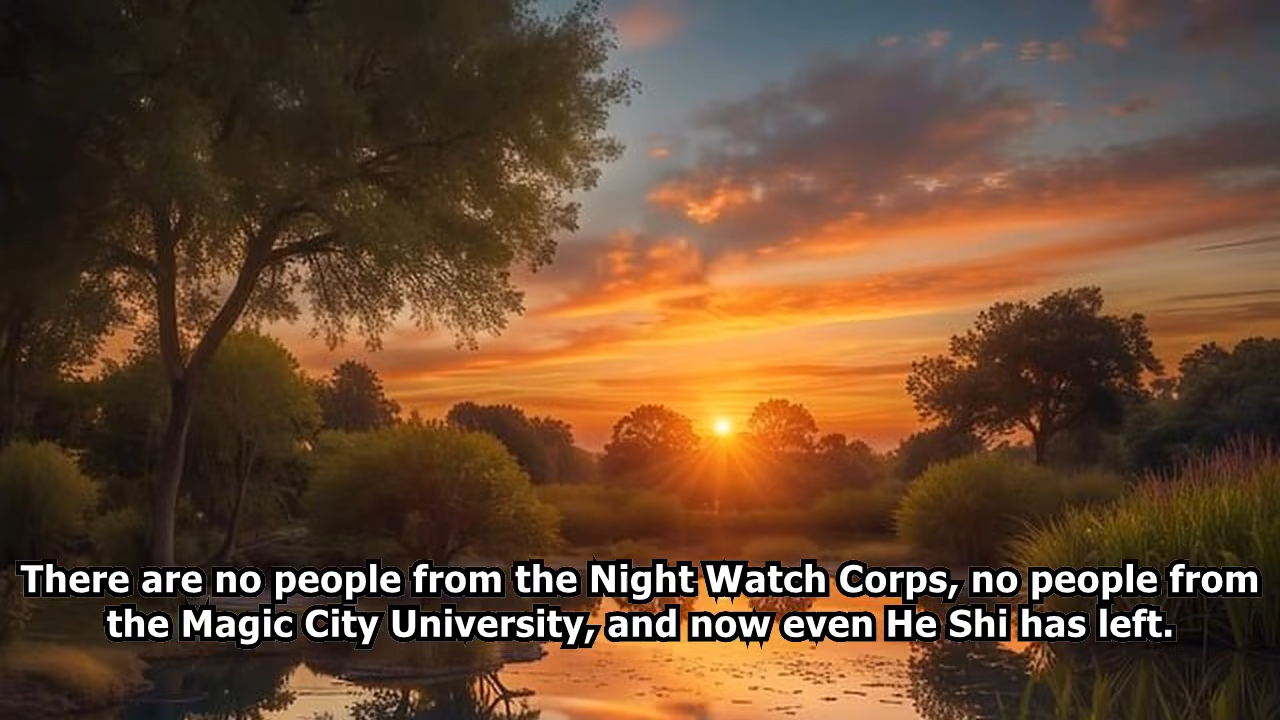 There are no people from the Night Watch Corps, no people from
the Magic City University, and now even He Shi has left.